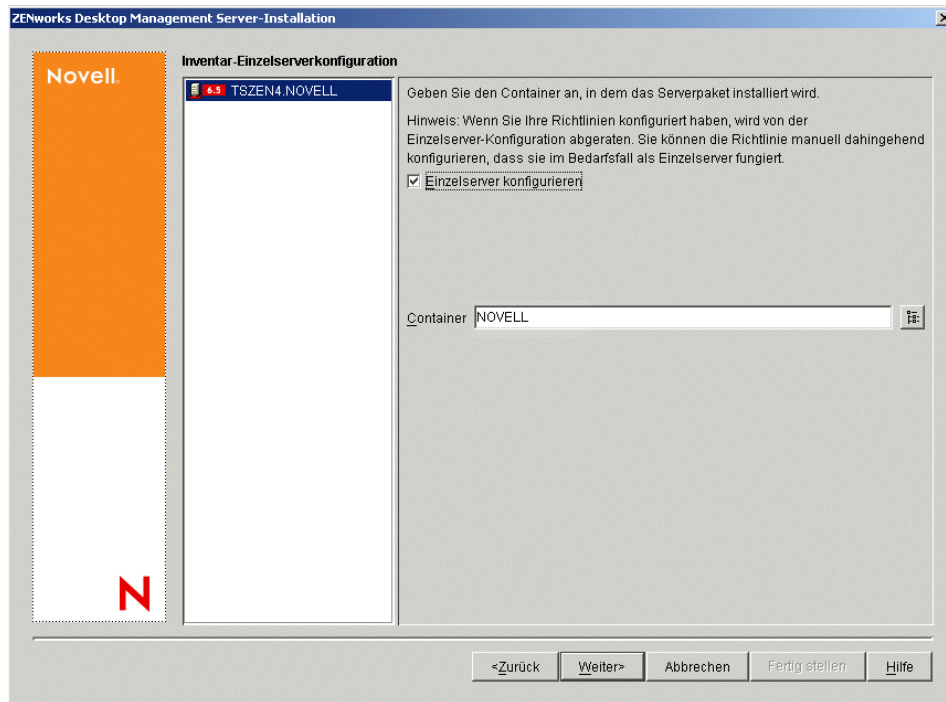 ZENworks Desktop Management Server-Installation
Novell.
Inventar-Einzelserverkonfiguration
6.5 TSZEN4.NOVELL
Geben Sie den Container an, in dem das Serverpaket installiert wird.
Hinweis: Wenn Sie Ihre Richtlinien konfiguriert haben, wird von der
Einzelserver-Konfiguration abgeraten. Sie können die Richtlinie manuell dahingehend
konfigurieren, dass sie im Bedarfsfall als Einzelserver fungiert.
Einzelserver konfigurieren
Container NOVELL
N
<Zurück Weiter> Abbrechen Fertig stellen Hilfe